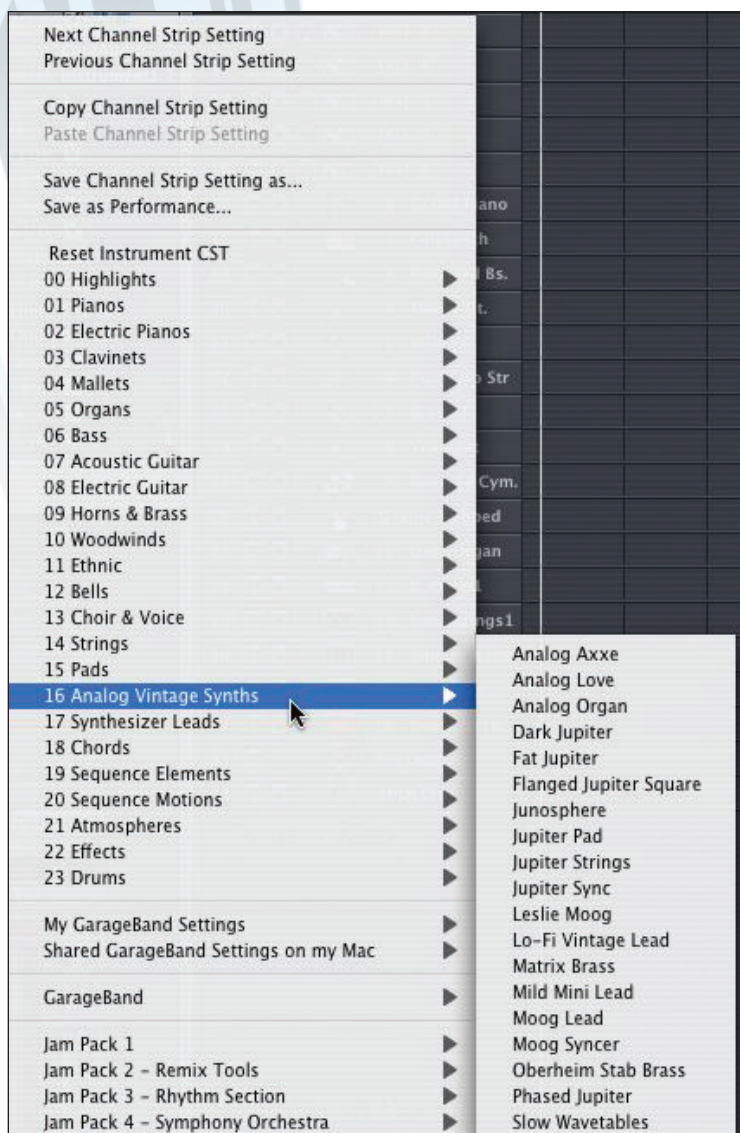 Next Channel Strip Setting
Previous Channel Strip Setting
Copy Channel Strip Setting
Paste Channel Strip Setting
Save Channel Strip Setting as...
Save as Performance...
Reset Instrument CST
00 Highlights
01 Pianos
02 Electric Pianos
03 Clavinets
04 Mallets
05 Organs
06 Bass
07 Acoustic Guitar
08 Electric Guitar
09 Horns & Brass
10 Woodwinds
11 Ethnic
12 Bells
13 Choir & Voice
14 Strings
15 Pads
16 Analog Vintage Synths
17 Synthesizer Leads
18 Chords
19 Sequence Elements
20 Sequence Motions
21 Atmospheres
22 Effects
23 Drums
My GarageBand Settings
Shared GarageBand Settings on my Mac
GarageBand
Jam Pack 1
Jam Pack 2 - Remix Tools
Jam Pack 3 - Rhythm Section
Jam Pack 4 - Symphony Orchestra
Analog Axxe
Analog Love
Analog Organ
Dark Jupiter
Fat Jupiter
Flanged Jupiter Square
Junosphere
Jupiter Pad
Jupiter Strings
Jupiter Sync
Leslie Moog
Lo-Fi Vintage Lead
Matrix Brass
Mild Mini Lead
Moog Lead
Moog Syncer
Oberheim Stab Brass
Phased Jupiter
Slow Wavetables
Bs.
Str
Cym.